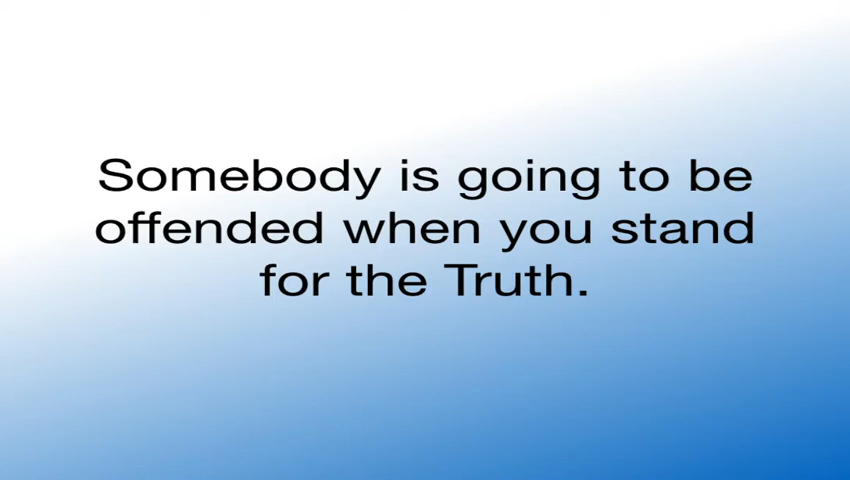 Somebody is going to be
offended when you stand
for the Truth.